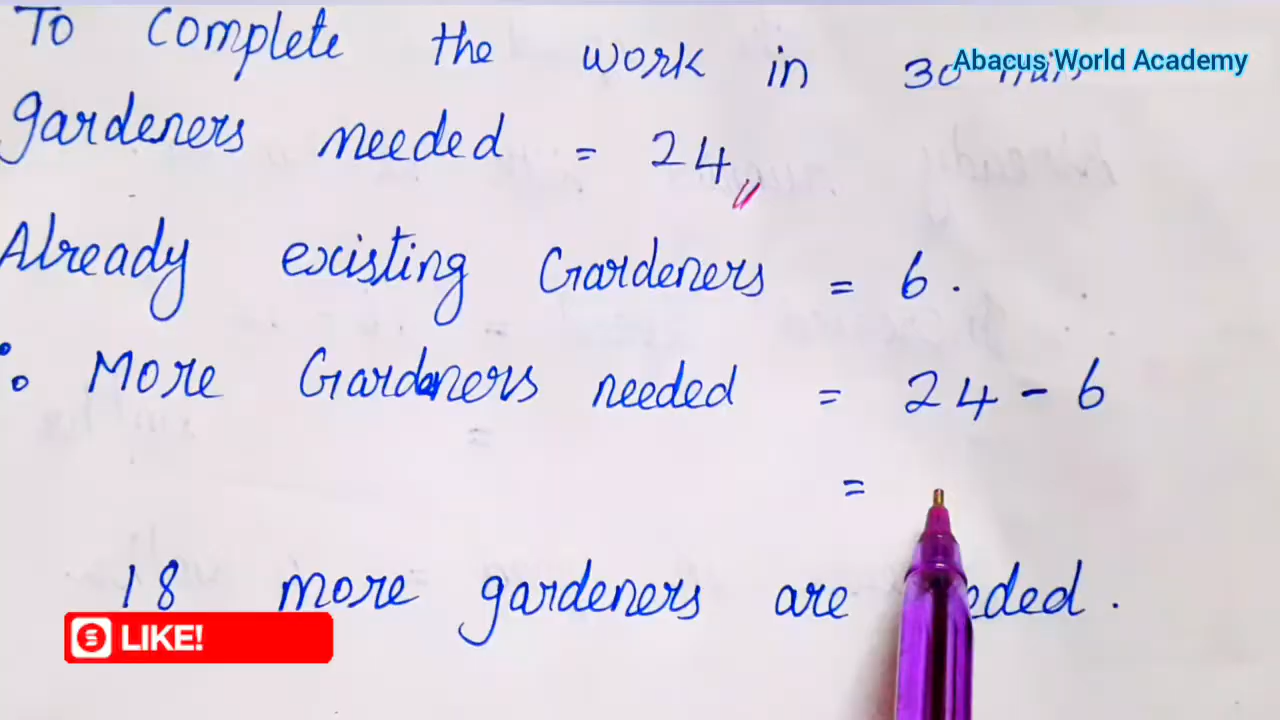 To complete the work in 30
Abacus World Academy
gardeners needed = 24
Already existing Gardeners = 6.
∴ More Gardeners needed = 24 - 6
=
18 more gardeners are
LIKE!